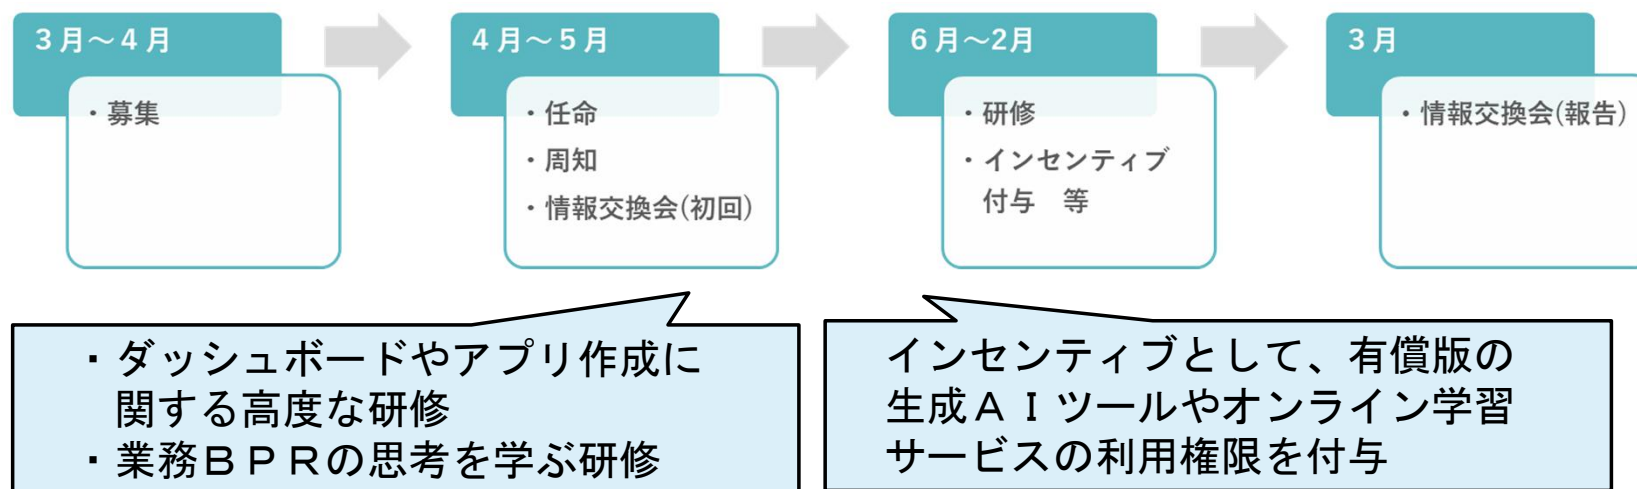 3月～4月
・募集
4月～5月
・任命
・周知
・情報交換会(初回)
6月～2月
・研修
・インセンティブ
付与　等
3月
・情報交換会(報告)
・ダッシュボードやアプリ作成に
関する高度な研修
・業務ＢＰＲの思考を学ぶ研修
インセンティブとして、有償版の
生成ＡＩツールやオンライン学習
サービスの利用権限を付与